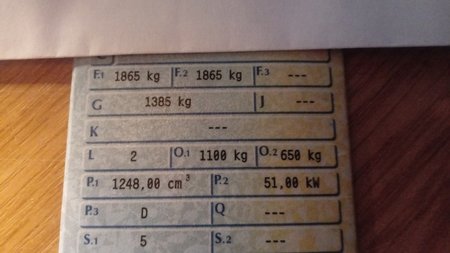 F.1 1865 kg F.2 1865 kg F.3 ---
G 1385 kg J ---
K ---
L 2 O.1 1100 kg O.2 650 kg
P.1 1248,00 cm³ P.2 51,00 kW
P.3 D Q ---
S.1 5 S.2 ---